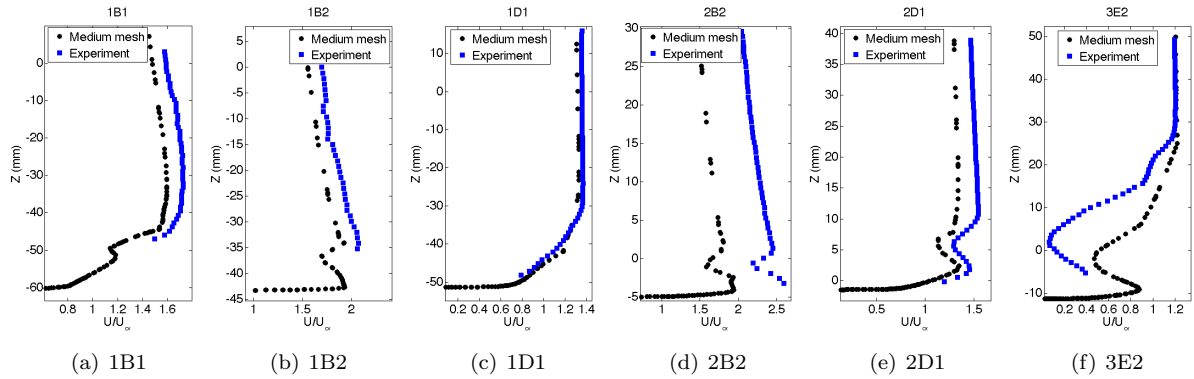 1B1
Medium mesh
Experiment
0
-10
-20
-30
-40
-50
-60
Z (mm)
0.8 1 1.2 1.4 1.6
U/U∝
(a) 1B1
1B2
Medium mesh
Experiment
5
0
-5
-10
-15
-20
-25
-30
-35
-40
-45
Z (mm)
1 1.5 2
U/U∝
(b) 1B2
1D1
Medium mesh
Experiment
10
0
-10
-20
-30
-40
-50
Z (mm)
0.2 0.4 0.6 0.8 1 1.2 1.4
U/U∝
(c) 1D1
2B2
Medium mesh
Experiment
30
25
20
15
10
5
0
-5
Z (mm)
1 1.5 2 2.5
U/U∝
(d) 2B2
2D1
Medium mesh
Experiment
40
35
30
25
20
15
10
5
0
Z (mm)
0.5 1 1.5
U/U∝
(e) 2D1
3E2
Medium mesh
Experiment
50
40
30
20
10
0
-10
Z (mm)
0.2 0.4 0.6 0.8 1 1.2
U/U∝
(f) 3E2